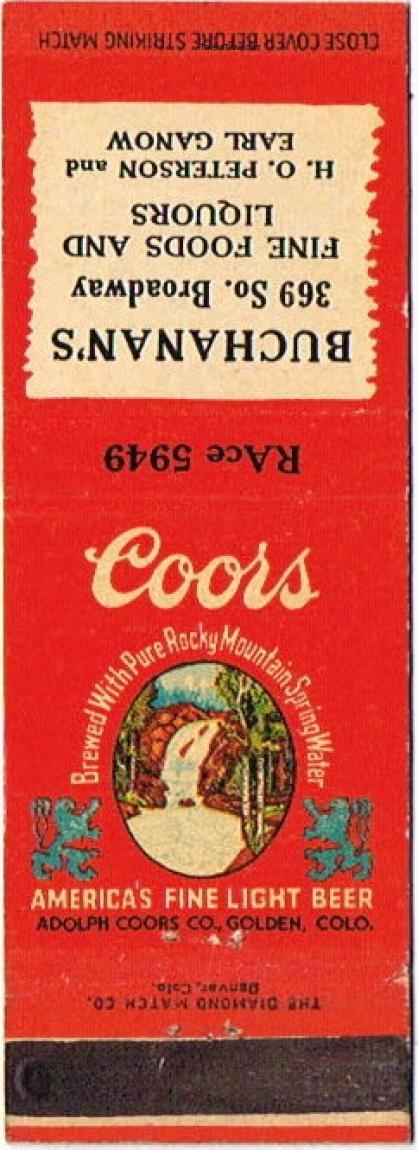 CLOSE COVER BEFORE STRIKING MATCH
BUCHANAN'S
369 So. Broadway
FINE FOODS AND
LIQUORS
H. O. PETERSON and
EARL GANOW
RAce 5949
Coors
Brewed With Pure Rocky Mountain Spring Water
AMERICA'S FINE LIGHT BEER
ADOLPH COORS CO., GOLDEN, COLO.
THE DIAMOND MATCH CO.
Denver, Colo.